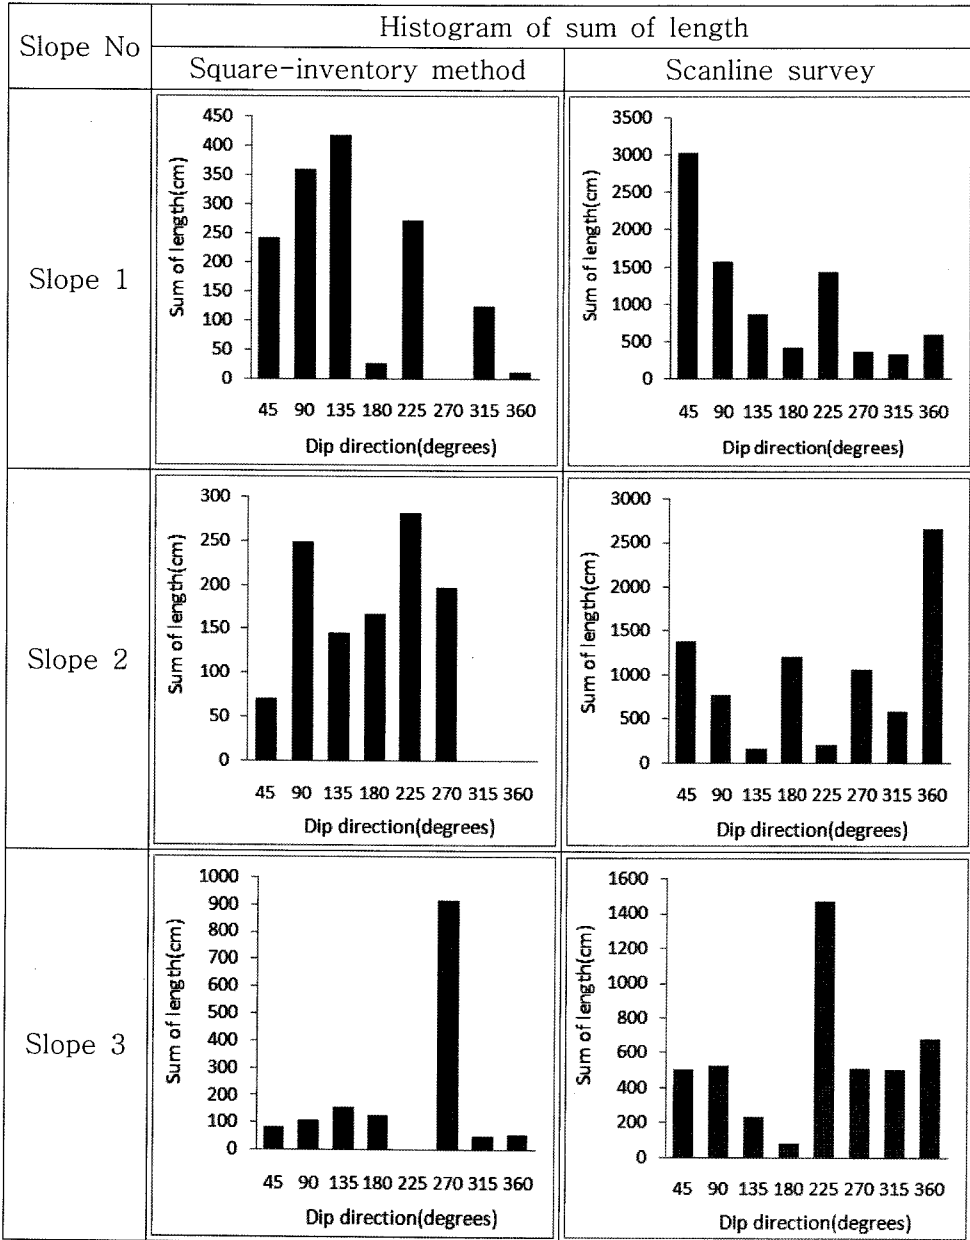 Slope No
Histogram of sum of length
Square-inventory method
Scanline survey
Slope 1
Sum of length(cm)
450
400
350
300
250
200
150
100
50
0
45 90 135 180 225 270 315 360
Dip direction(degrees)
Sum of length(cm)
3500
3000
2500
2000
1500
1000
500
0
45 90 135 180 225 270 315 360
Dip direction(degrees)
Slope 2
Sum of length(cm)
300
250
200
150
100
50
0
45 90 135 180 225 270 315 360
Dip direction(degrees)
Sum of length(cm)
3000
2500
2000
1500
1000
500
0
45 90 135 180 225 270 315 360
Dip direction(degrees)
Slope 3
Sum of length(cm)
1000
900
800
700
600
500
400
300
200
100
0
45 90 135 180 225 270 315 360
Dip direction(degrees)
Sum of length(cm)
1600
1400
1200
1000
800
600
400
200
0
45 90 135 180 225 270 315 360
Dip direction(degrees)